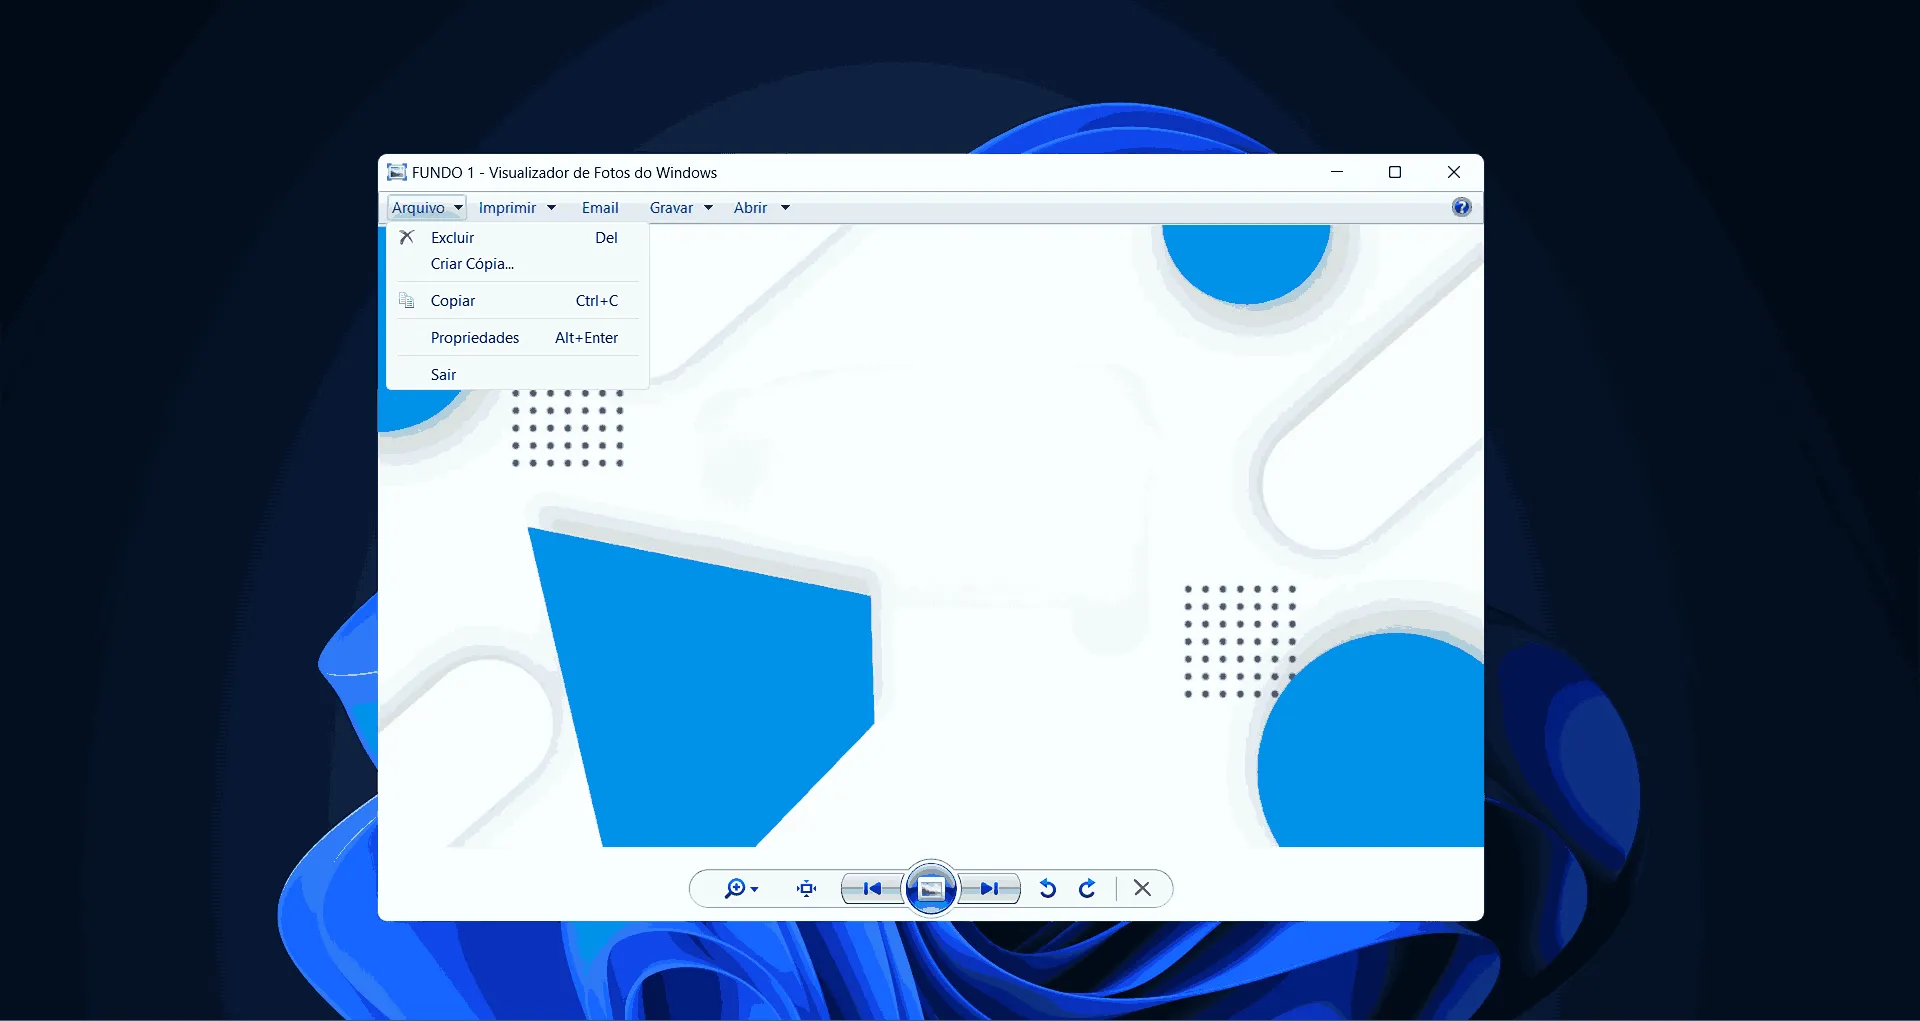 FUNDO 1 - Visualizador de Fotos do Windows
Arquivo Imprimir Email Gravar Abrir
Excluir Del
Criar Cópia...
Copiar Ctrl+C
Propriedades Alt+Enter
Sair